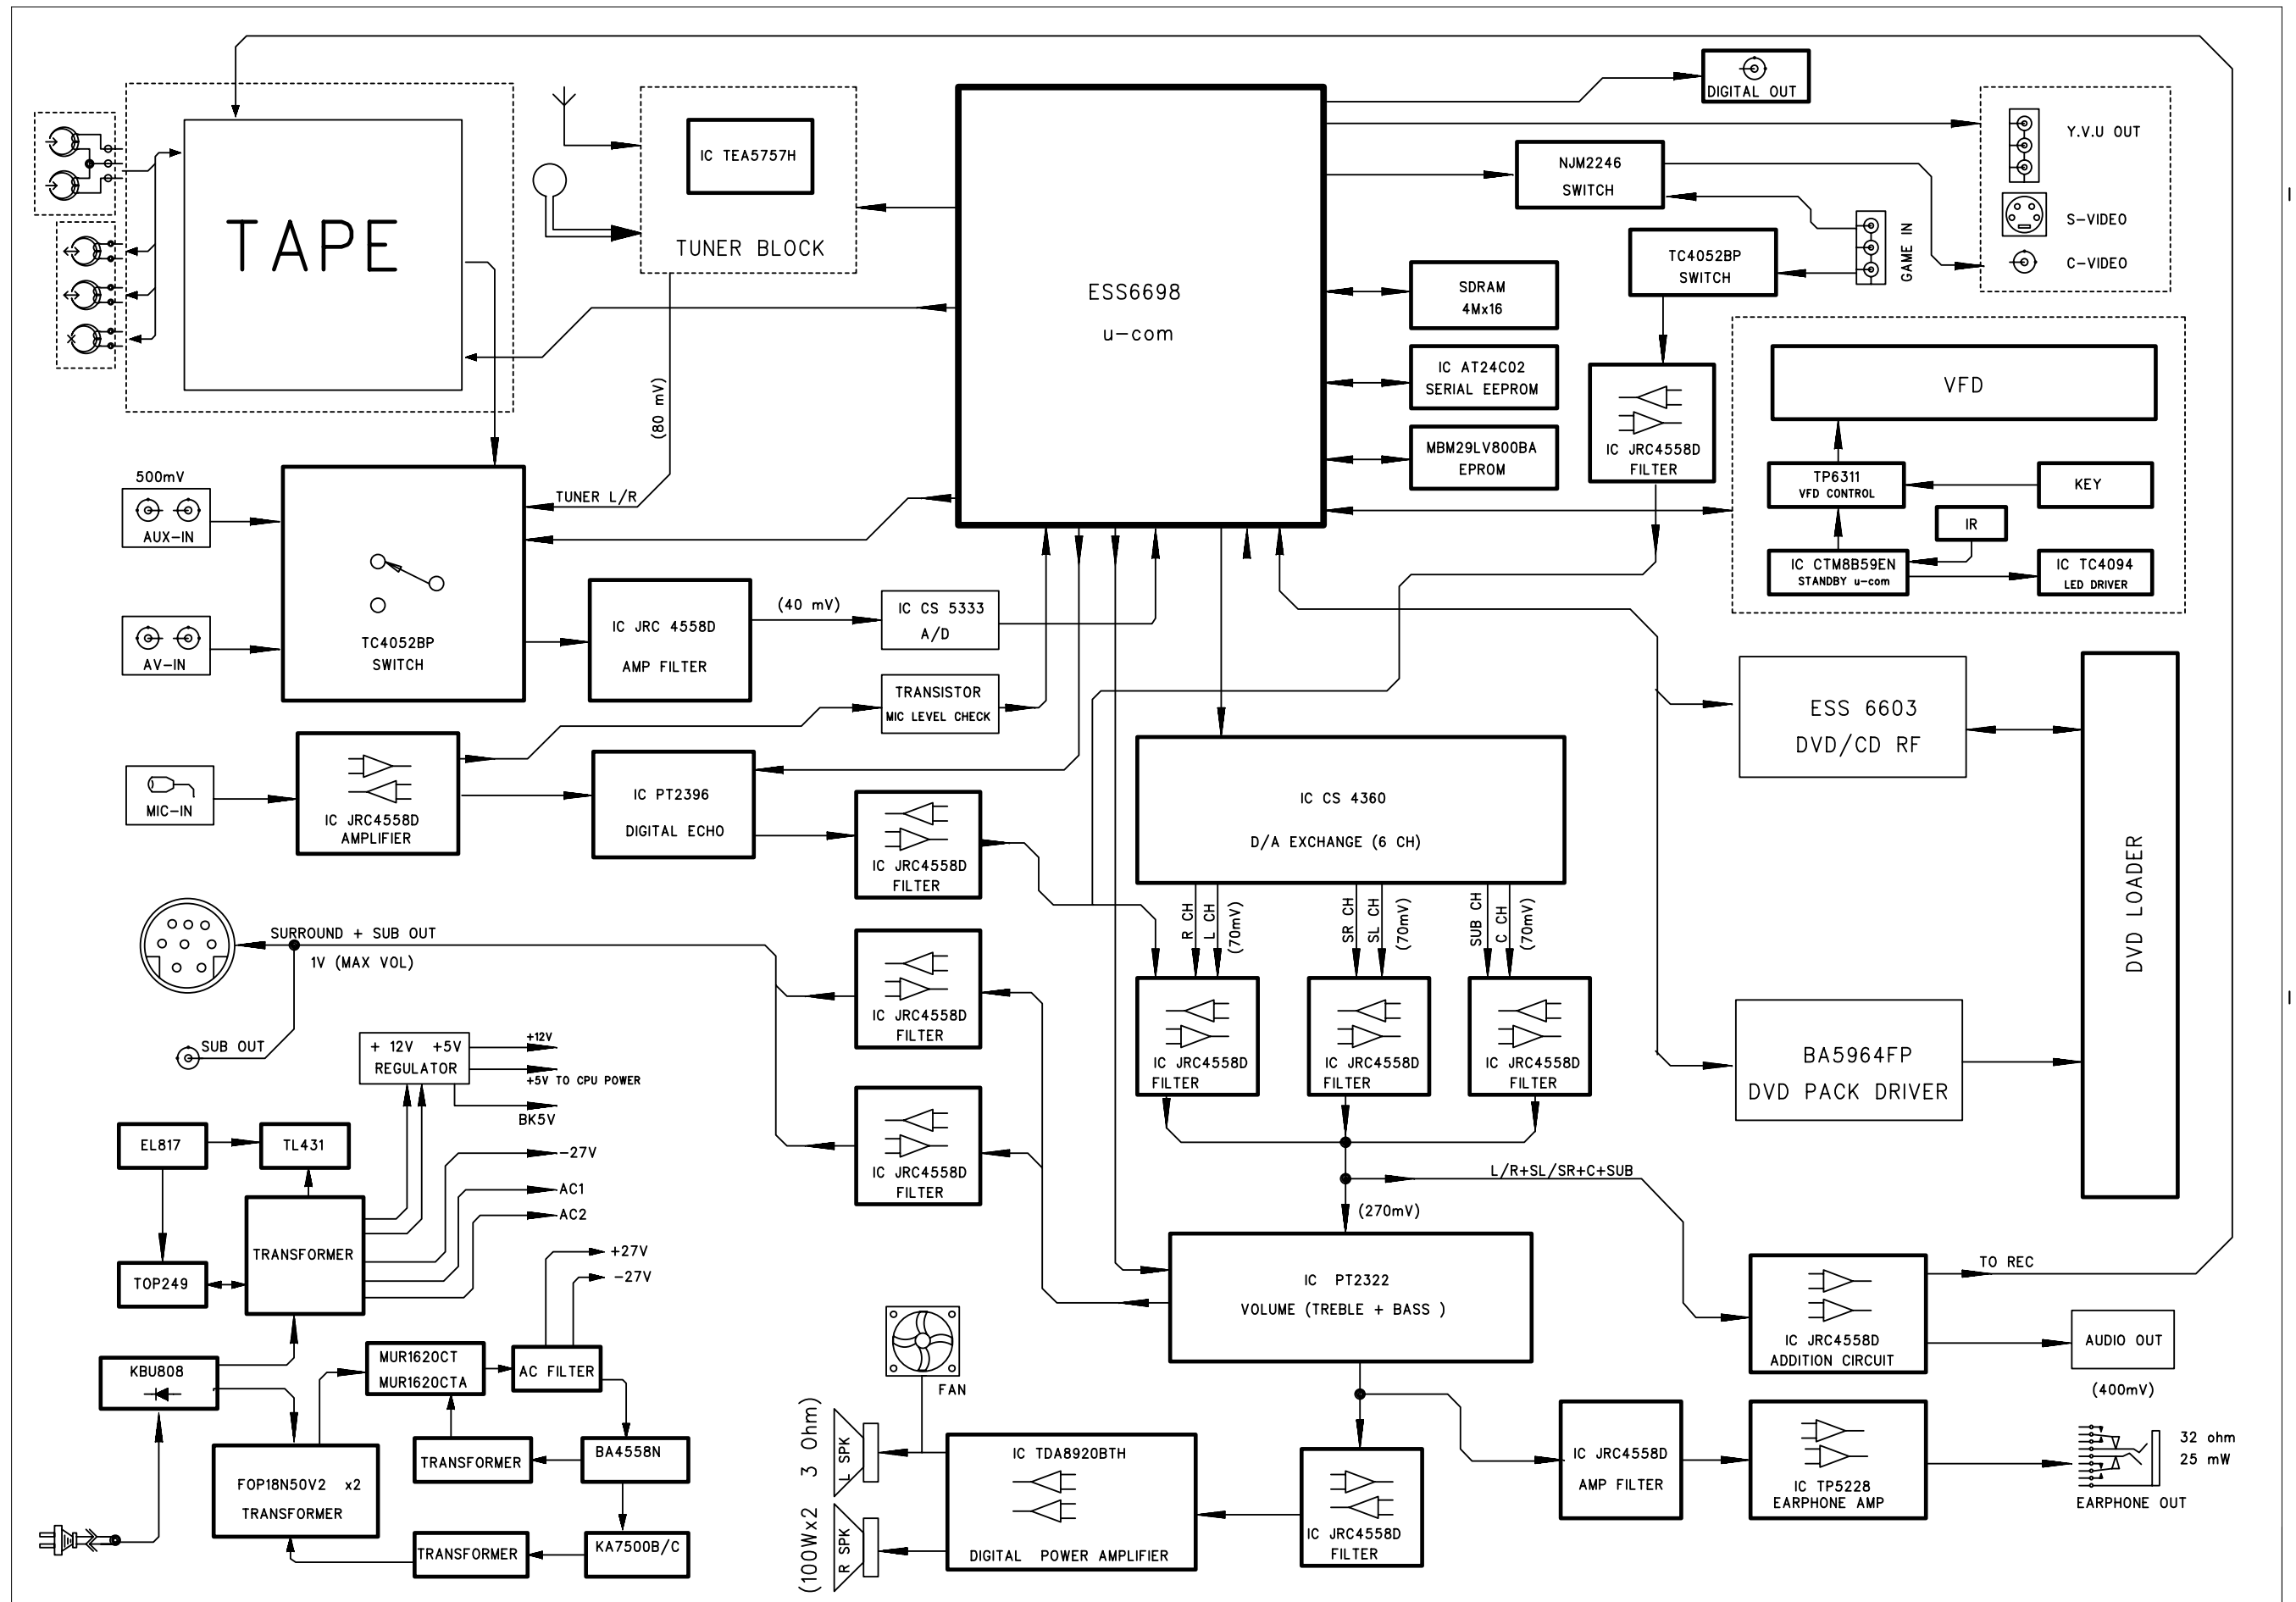 DIGITAL OUT
Y.V.U OUT
S-VIDEO
C-VIDEO
TAPE
IC TEA5757H
TUNER BLOCK
ESS6698
u-com
NJM2246
SWITCH
TC4052BP
SWITCH
GAME IN
SDRAM
4Mx16
IC AT24C02
SERIAL EEPROM
MBM29LV800BA
EPROM
IC JRC4558D
FILTER
VFD
TP6311
VFD CONTROL
KEY
IR
IC CTM8B59EN
STANDBY u-com
IC TC4094
LED DRIVER
(80 mV)
TUNER L/R
500mV
AUX-IN
AV-IN
TC4052BP
SWITCH
IC JRC 4558D
AMP FILTER
(40 mV)
IC CS 5333
A/D
TRANSISTOR
MIC LEVEL CHECK
MIC-IN
IC JRC4558D
AMPLIFIER
IC PT2396
DIGITAL ECHO
IC JRC4558D
FILTER
IC CS 4360
D/A EXCHANGE (6 CH)
R CH
L CH
(70mV)
SR CH
SL CH
(70mV)
SUB CH
C CH
(70mV)
ESS 6603
DVD/CD RF
BA5964FP
DVD PACK DRIVER
DVD LOADER
SURROUND + SUB OUT
1V (MAX VOL)
SUB OUT
IC JRC4558D
FILTER
IC JRC4558D
FILTER
IC JRC4558D
FILTER
IC JRC4558D
FILTER
IC JRC4558D
FILTER
+ 12V +5V
REGULATOR
+12V
+5V TO CPU POWER
BK5V
-27V
AC1
AC2
EL817
TL431
TRANSFORMER
TOP249
L/R+SL/SR+C+SUB
(270mV)
IC PT2322
VOLUME (TREBLE + BASS )
TO REC
IC JRC4558D
ADDITION CIRCUIT
AUDIO OUT
(400mV)
+27V
-27V
KBU808
MUR1620CT
MUR1620CTA
AC FILTER
FOP18N50V2 x2
TRANSFORMER
TRANSFORMER
BA4558N
TRANSFORMER
KA7500B/C
FAN
(100Wx2 3 Ohm)
L SPK
R SPK
IC TDA8920BTH
DIGITAL POWER AMPLIFIER
IC JRC4558D
FILTER
IC JRC4558D
AMP FILTER
IC TP5228
EARPHONE AMP
32 ohm
25 mW
EARPHONE OUT